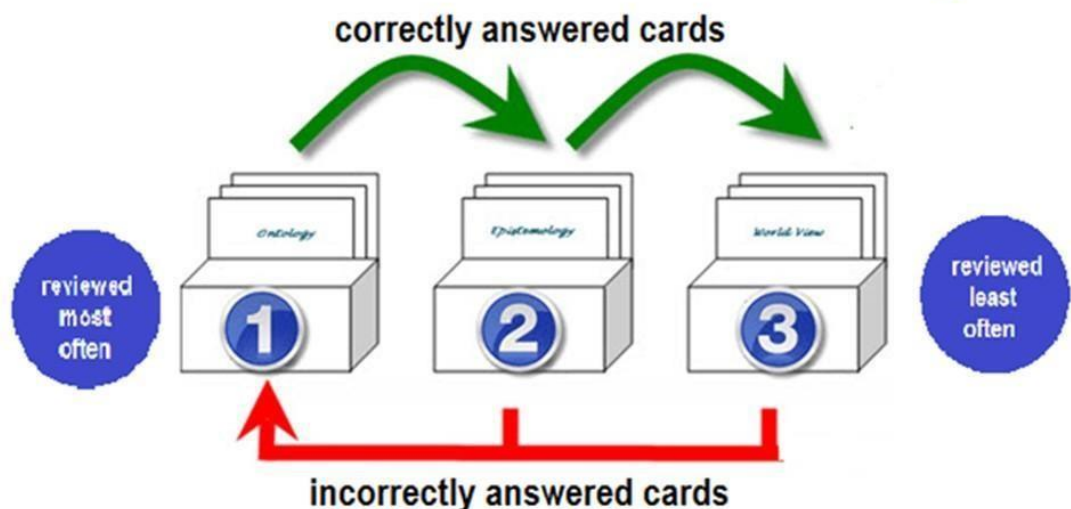 correctly answered cards
Ontology
Epistemology
World View
reviewed
most
often
1
2
3
reviewed
least
often
incorrectly answered cards